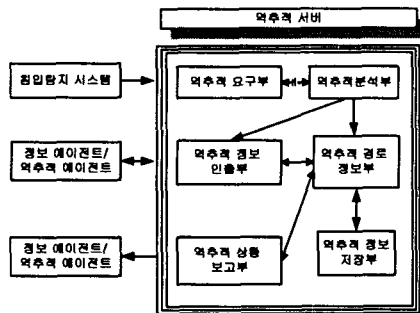 역추적 서버
침입탐지 시스템
역추적 요구부
역추적분석부
정보 에이전트/
역추적 에이전트
역추적 정보
인출부
역추적 경로
정보부
정보 에이전트/
역추적 에이전트
역추적 상황
보고부
역추적 정보
저장부